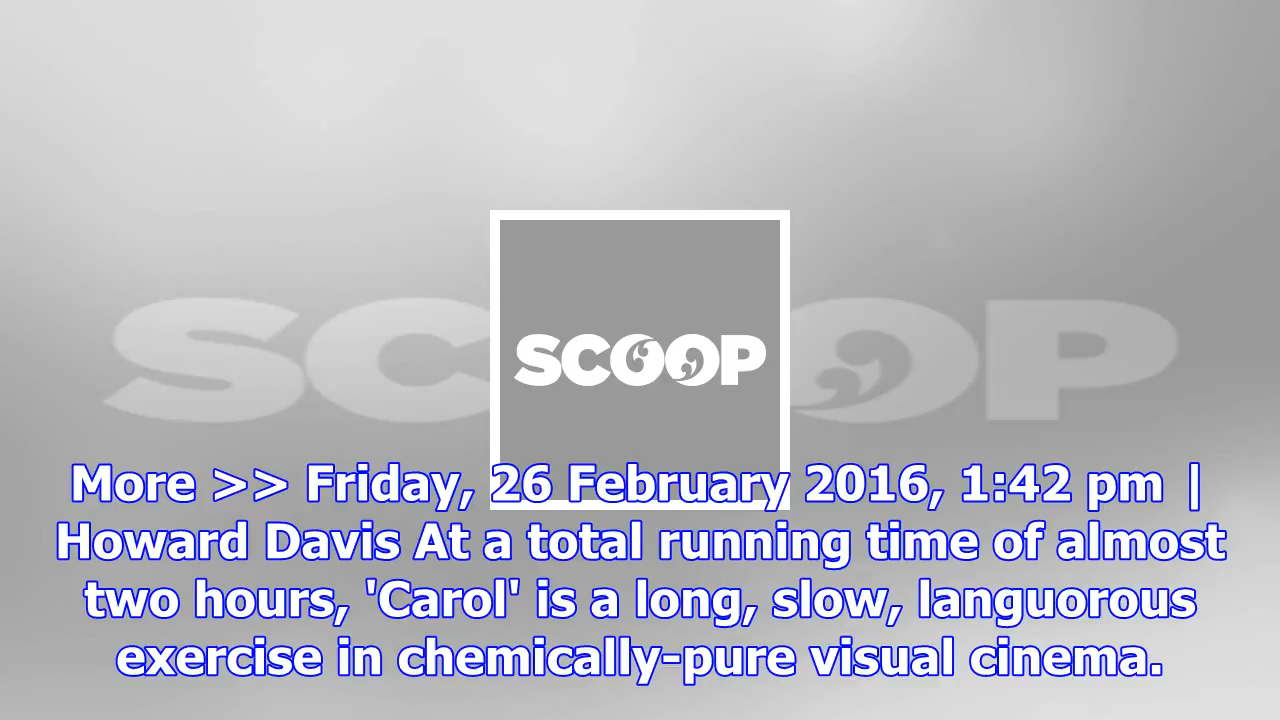 SCOOP
SCOOP
More >> Friday, 26 February 2016, 1:42 pm |
Howard Davis At a total running time of almost
two hours, 'Carol' is a long, slow, languorous
exercise in chemically-pure visual cinema.